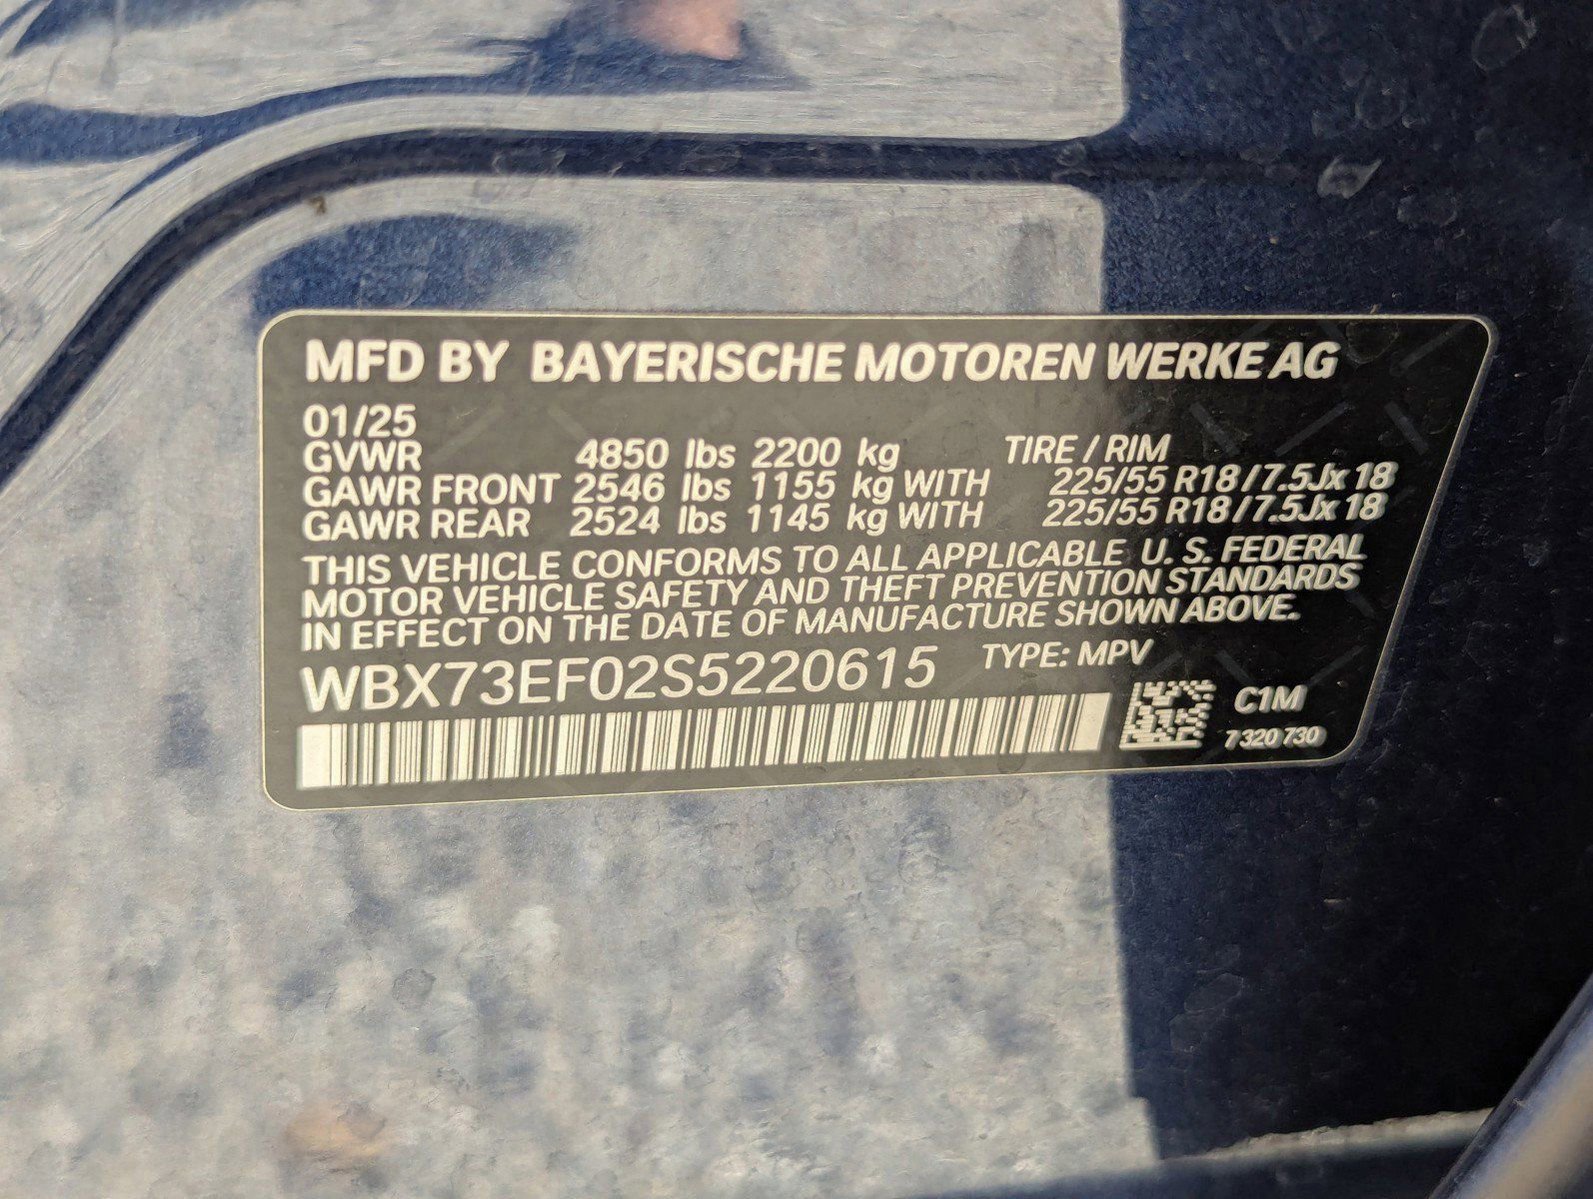 MFD BY BAYERISCHE MOTOREN WERKE AG
01/25
GVWR 4850 lbs 2200 kg TIRE / RIM
GAWR FRONT 2546 lbs 1155 kg WITH 225/55 R18 / 7.5Jx 18
GAWR REAR 2524 lbs 1145 kg WITH 225/55 R18 / 7.5Jx 18
THIS VEHICLE CONFORMS TO ALL APPLICABLE U. S. FEDERAL
MOTOR VEHICLE SAFETY AND THEFT PREVENTION STANDARDS
IN EFFECT ON THE DATE OF MANUFACTURE SHOWN ABOVE.
WBX73EF02S5220615 TYPE: MPV
C1M
7 320 730